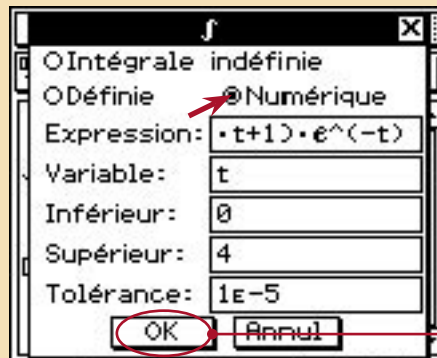 ∫
Intégrale indéfinie
Définie Numérique
Expression: ·t+1)·e^(-t)
Variable: t
Inférieur: 0
Supérieur: 4
Tolérance: 1E-5
OK Annul